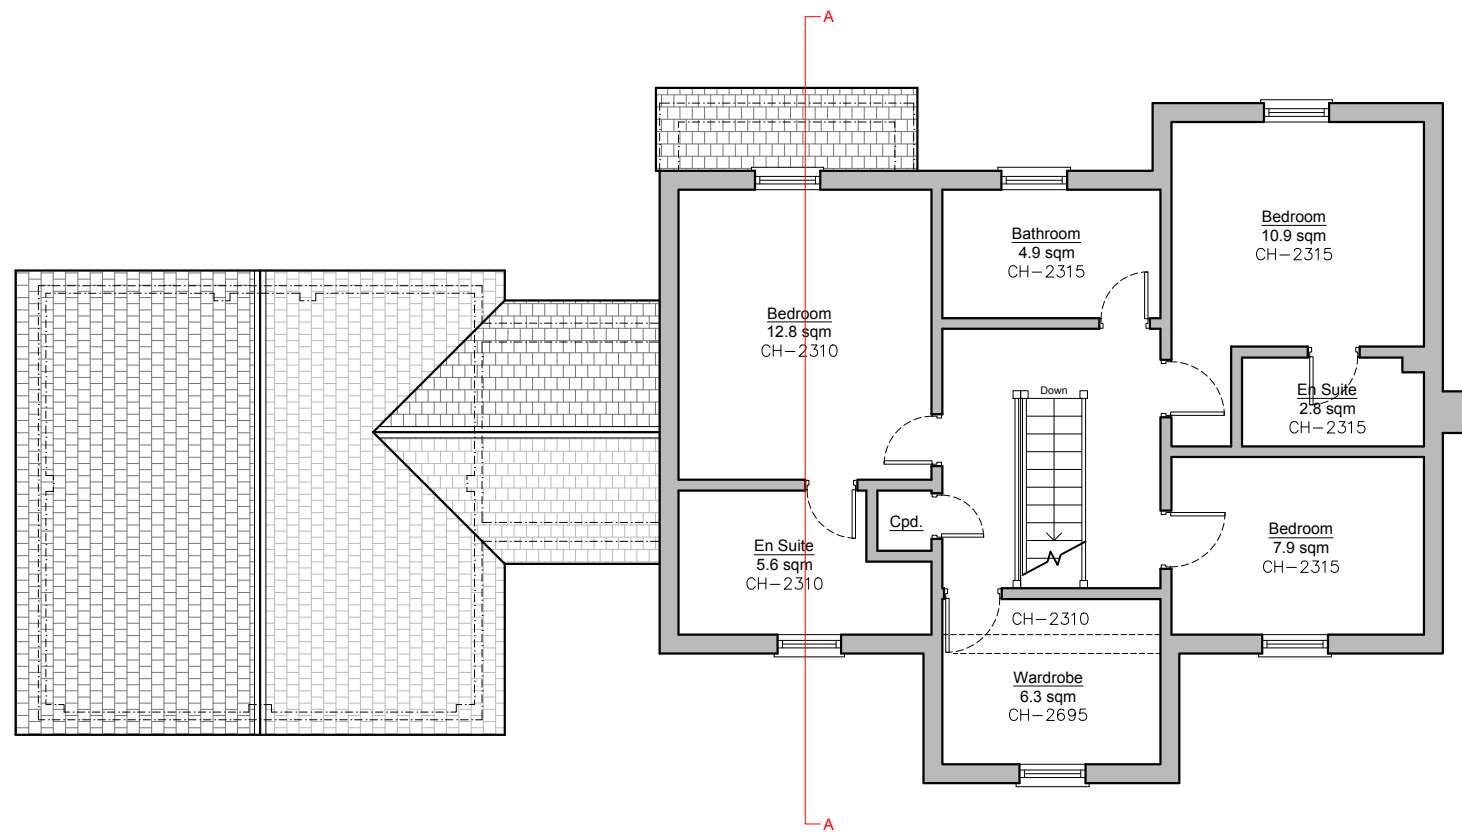 A
Bedroom
12.8 sqm
CH-2310
Bathroom
4.9 sqm
CH-2315
Bedroom
10.9 sqm
CH-2315
Down
En Suite
2.8 sqm
CH-2315
Cpd.
En Suite
5.6 sqm
CH-2310
Bedroom
7.9 sqm
CH-2315
CH-2310
Wardrobe
6.3 sqm
CH-2695
A